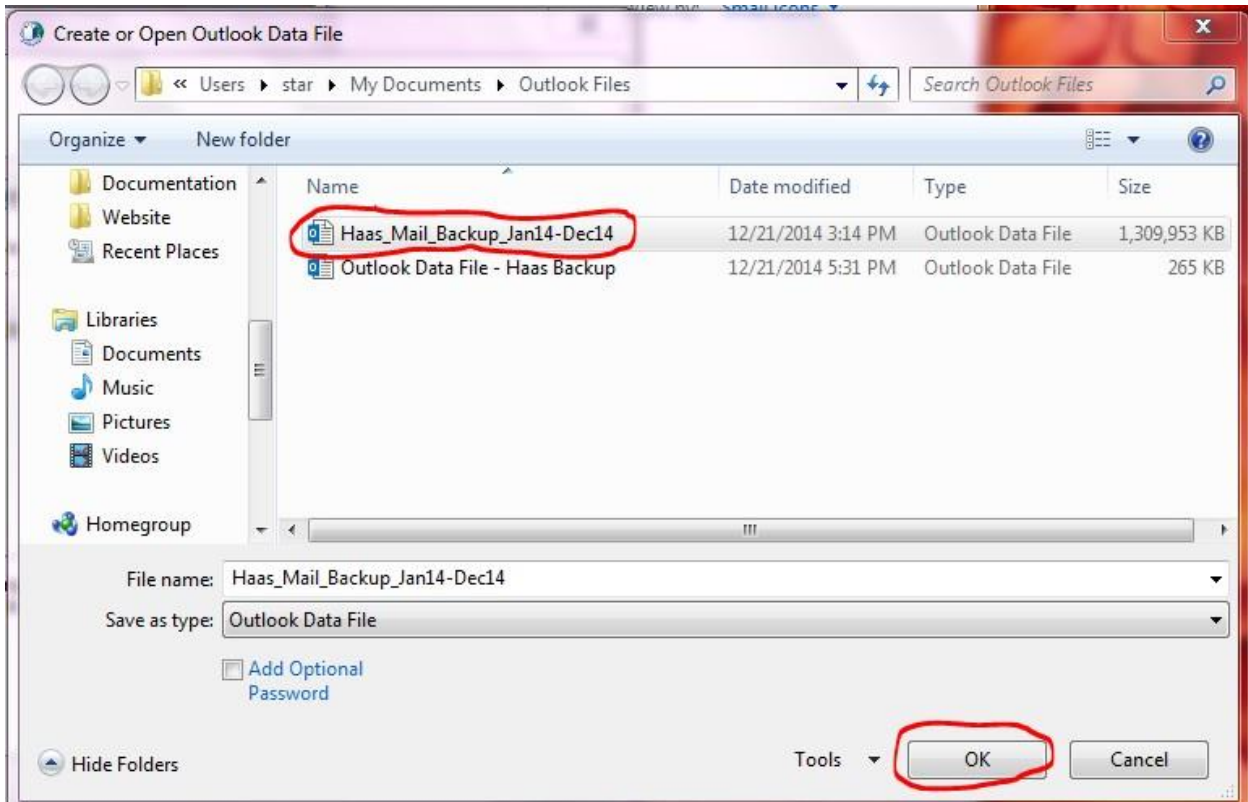 View by: Small icons
Create or Open Outlook Data File
« Users star My Documents Outlook Files
Search Outlook Files
Organize New folder
Documentation
Website
Recent Places
Libraries
Documents
Music
Pictures
Videos
Homegroup
Name Date modified Type Size
Haas_Mail_Backup_Jan14-Dec14 12/21/2014 3:14 PM Outlook Data File 1,309,953 KB
Outlook Data File - Haas Backup 12/21/2014 5:31 PM Outlook Data File 265 KB
File name: Haas_Mail_Backup_Jan14-Dec14
Save as type: Outlook Data File
Add Optional
Password
Hide Folders
Tools OK Cancel